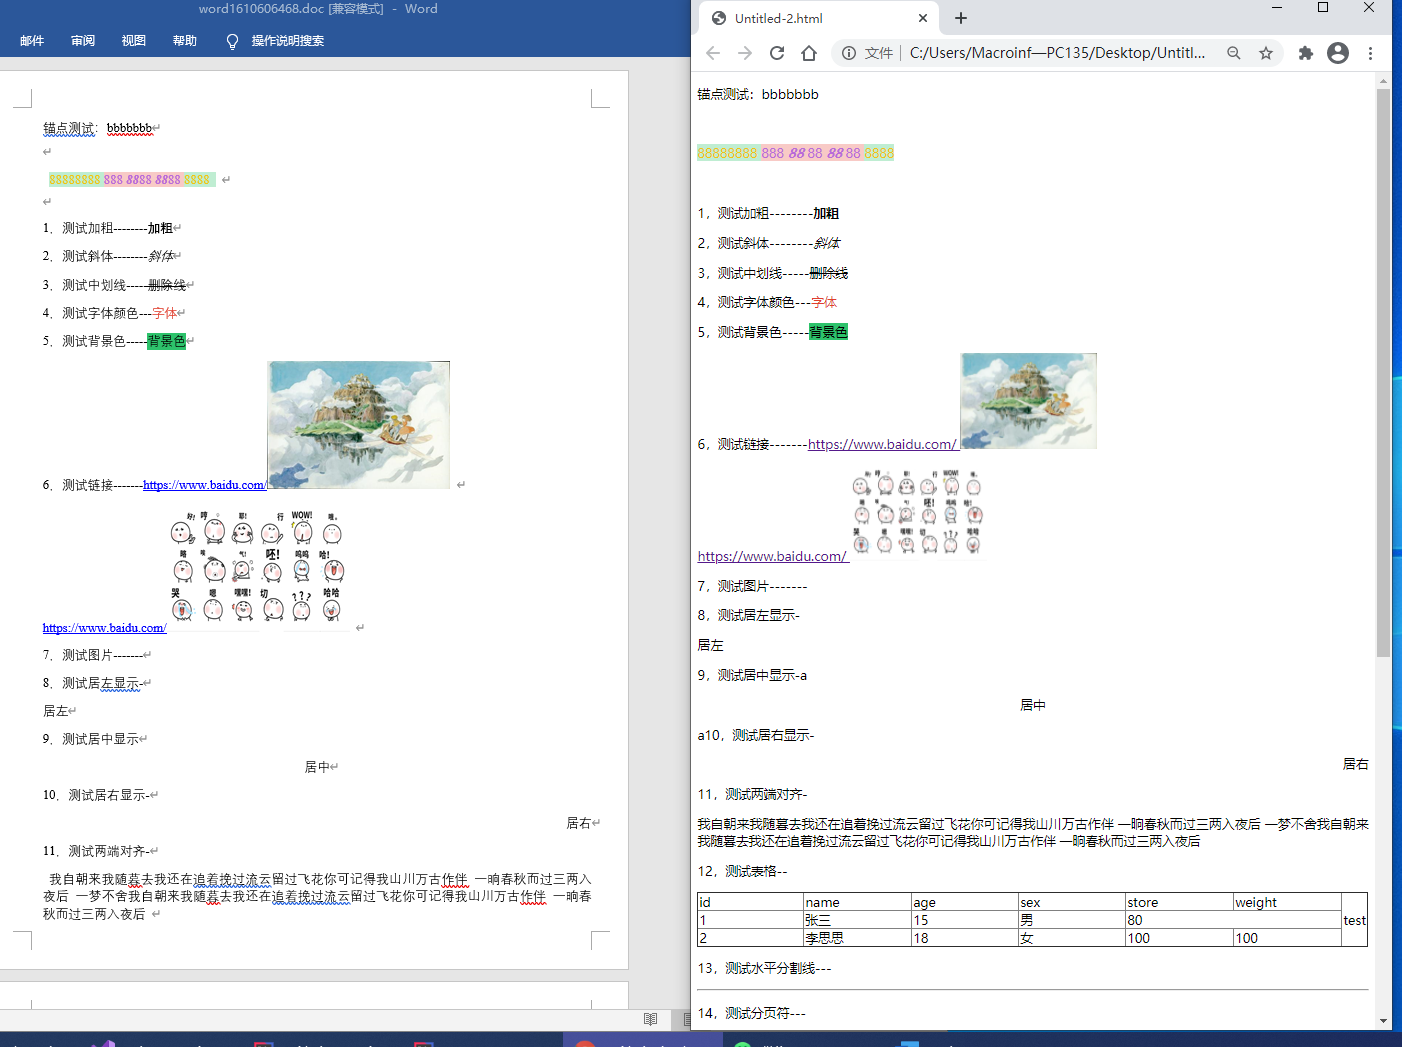 word1610606468.doc [兼容模式] - Word
邮件 审阅 视图 帮助 操作说明搜索
锚点测试：bbbbbbb
88888888 888 8888 8888 8888
1．测试加粗--------加粗
2．测试斜体--------斜体
3．测试中划线-----删除线
4．测试字体颜色---字体
5．测试背景色-----背景色
6．测试链接-------https://www.baidu.com/
好! 哼 耶! 行 WOW! 哦。
咯 咳 气! 呸! 呜呜 哈!
哭 嗯 嘿嘿! 切 ??? 哈哈
https://www.baidu.com/
7．测试图片-------
8．测试居左显示-
居左
9．测试居中显示
居中
10．测试居右显示-
居右
11．测试两端对齐-
我自朝来我随暮去我还在追着挽过流云留过飞花你可记得我山川万古作伴 一晌春秋而过三两入
夜后 一梦不舍我自朝来我随暮去我还在追着挽过流云留过飞花你可记得我山川万古作伴 一晌春
秋而过三两入夜后
Untitled-2.html
文件 C:/Users/Macroinf—PC135/Desktop/Untitl...
锚点测试：bbbbbbb
88888888 888 88 88 88 88 8888
1，测试加粗--------加粗
2，测试斜体--------斜体
3，测试中划线-----删除线
4，测试字体颜色---字体
5，测试背景色-----背景色
6，测试链接-------https://www.baidu.com/
WOW!
呸!
哭 嗯 切 ???
https://www.baidu.com/
7，测试图片-------
8，测试居左显示-
居左
9，测试居中显示-a
居中
a10，测试居右显示-
居右
11，测试两端对齐-
我自朝来我随暮去我还在追着挽过流云留过飞花你可记得我山川万古作伴 一晌春秋而过三两入夜后 一梦不舍我自朝来
我随暮去我还在追着挽过流云留过飞花你可记得我山川万古作伴 一晌春秋而过三两入夜后
12，测试表格--
id name age sex store weight test
1 张三 15 男 80
2 李思思 18 女 100 100
13，测试水平分割线---
14，测试分页符---